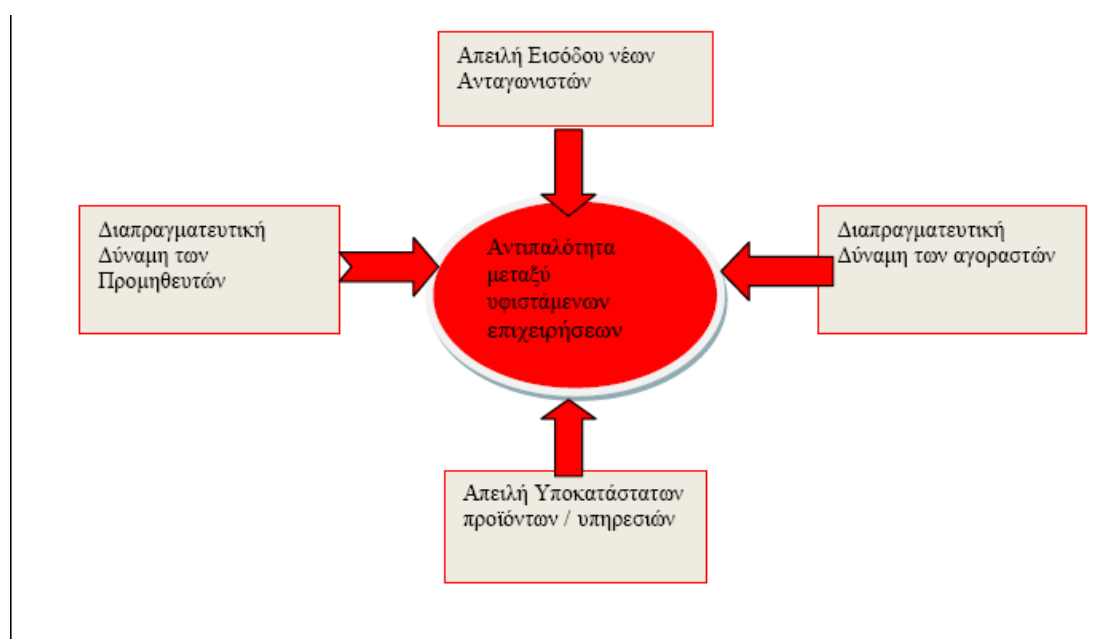 Απειλή Εισόδου νέων
Ανταγωνιστών
Διαπραγματευτική
Δύναμη των
Προμηθευτών
Αντιπαλότητα
μεταξύ
υφιστάμενων
επιχειρήσεων
Διαπραγματευτική
Δύναμη των αγοραστών
Απειλή Υποκατάστατων
προϊόντων / υπηρεσιών